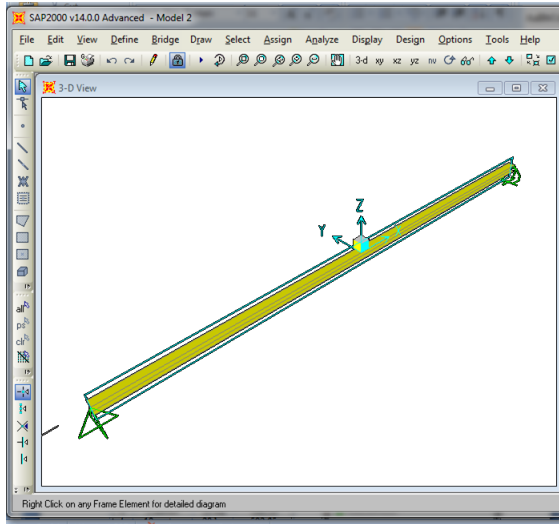 SAP2000 v14.0.0 Advanced - Model 2
File Edit View Define Bridge Draw Select Assign Analyze Display Design Options Tools Help
3-d xy xz yz nv
3-D View
Z
Y
all
ps
clr
Right Click on any Frame Element for detailed diagram